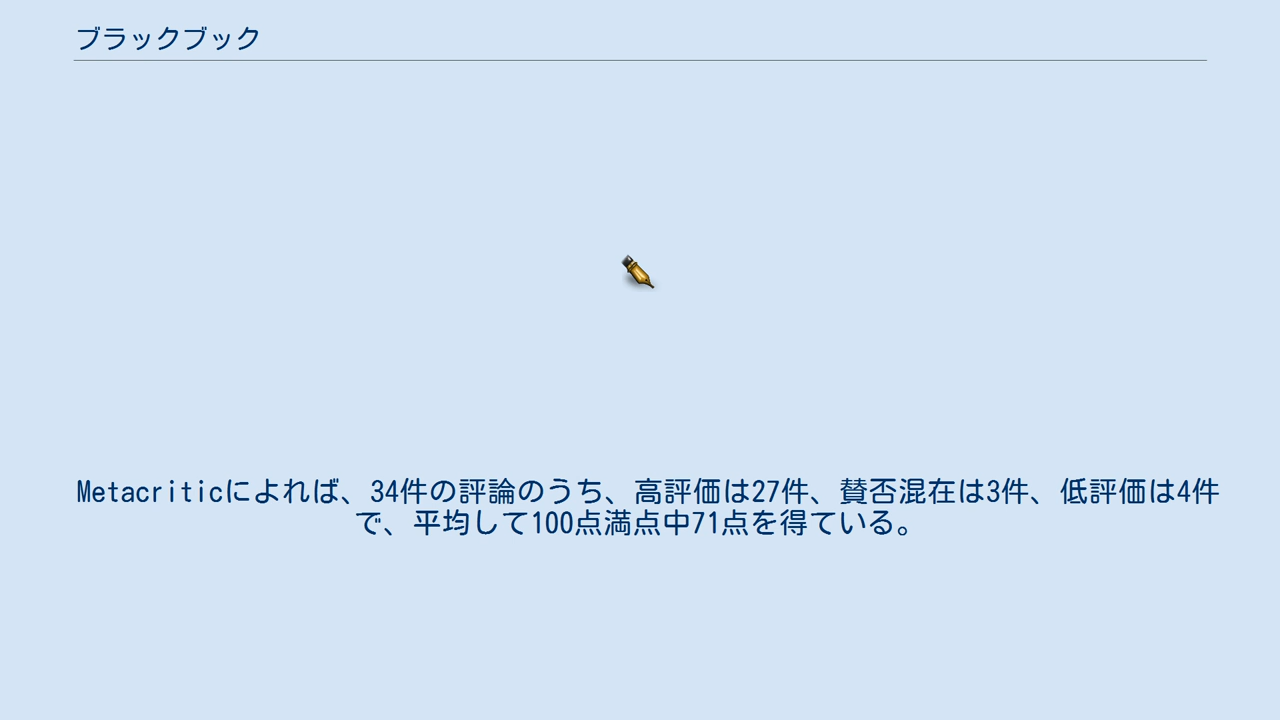 ブラックブック
Metacriticによれば、34件の評論のうち、高評価は27件、賛否混在は3件、低評価は4件
で、平均して100点満点中71点を得ている。